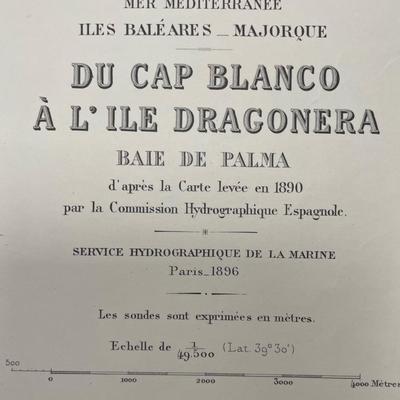 MER MÉDITERRANÉE
ILES BALÉARES _ MAJORQUE
DU CAP BLANCO
À L'ILE DRAGONERA
BAIE DE PALMA
d'après la Carte levée en 1890
par la Commission Hydrographique Espagnole.
SERVICE HYDROGRAPHIQUE DE LA MARINE
Paris_1896
Les sondes sont exprimées en mètres.
Echelle de 1/49.500 (Lat. 39° 30')
500 0 1000 2000 3000 4000 Mètres